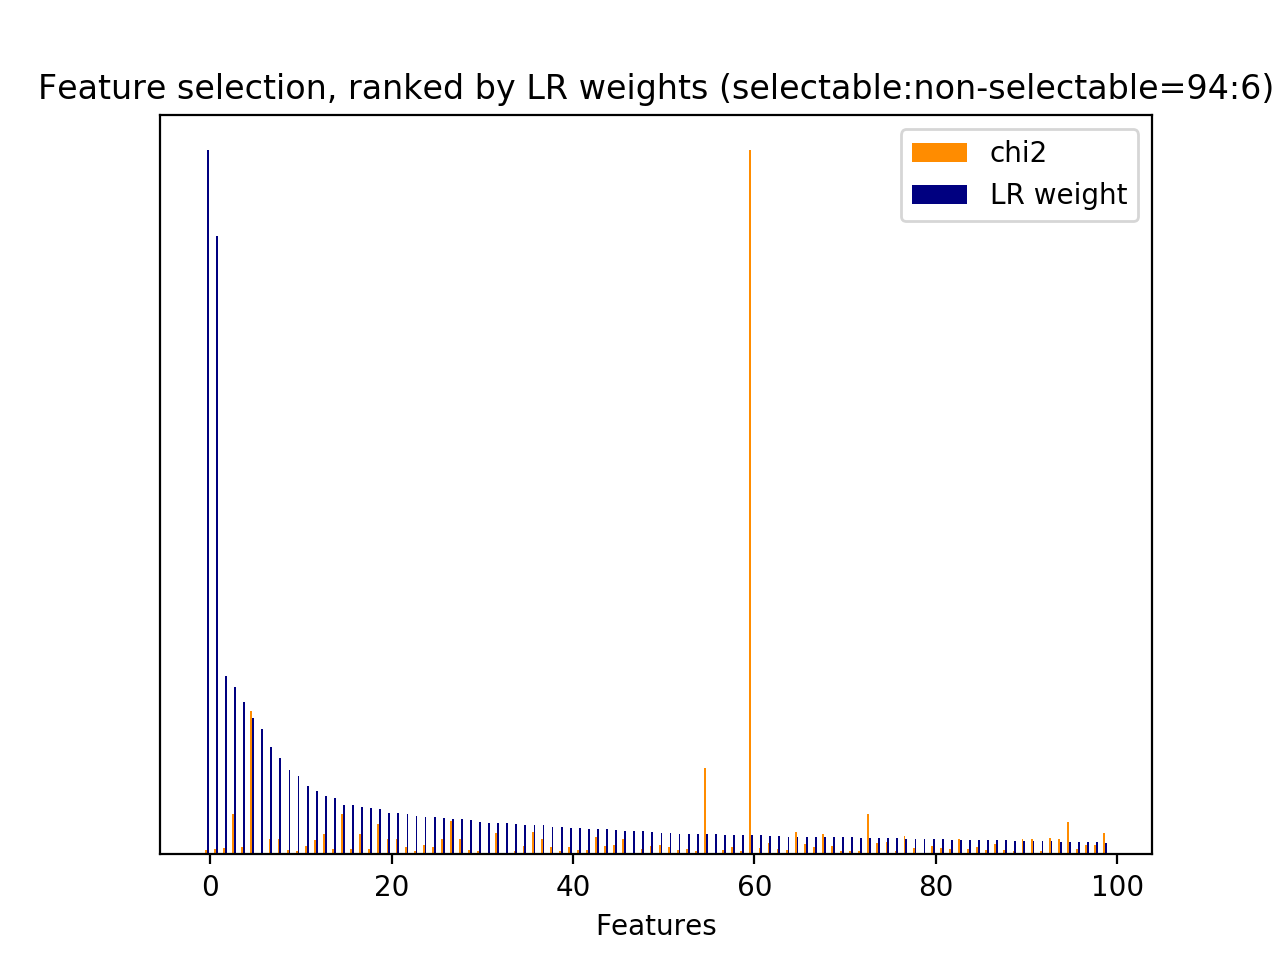 Feature selection, ranked by LR weights (selectable:non-selectable=94:6)
chi2
LR weight
0 20 40 60 80 100
Features